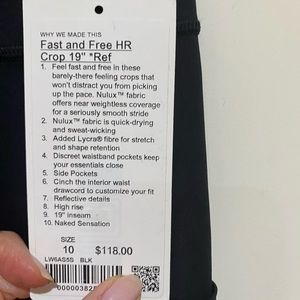 WHY WE MADE THIS
Fast and Free HR
Crop 19" *Ref
1. Feel fast and free in these
barely-there feeling crops that
won't distract you from picking
up the pace. Nulux™ fabric
offers near weightless coverage
for a seriously smooth stride
2. Nulux™ fabric is quick-drying
and sweat-wicking
3. Added Lycra® fibre for stretch
and shape retention
4. Discreet waistband pockets keep
your essentials close
5. Side Pockets
6. Cinch the interior waist
drawcord to customize your fit
7. Reflective details
8. High rise
9. 19" inseam
10. Naked Sensation
SIZE
10 $118.00
LW6AS5S BLK